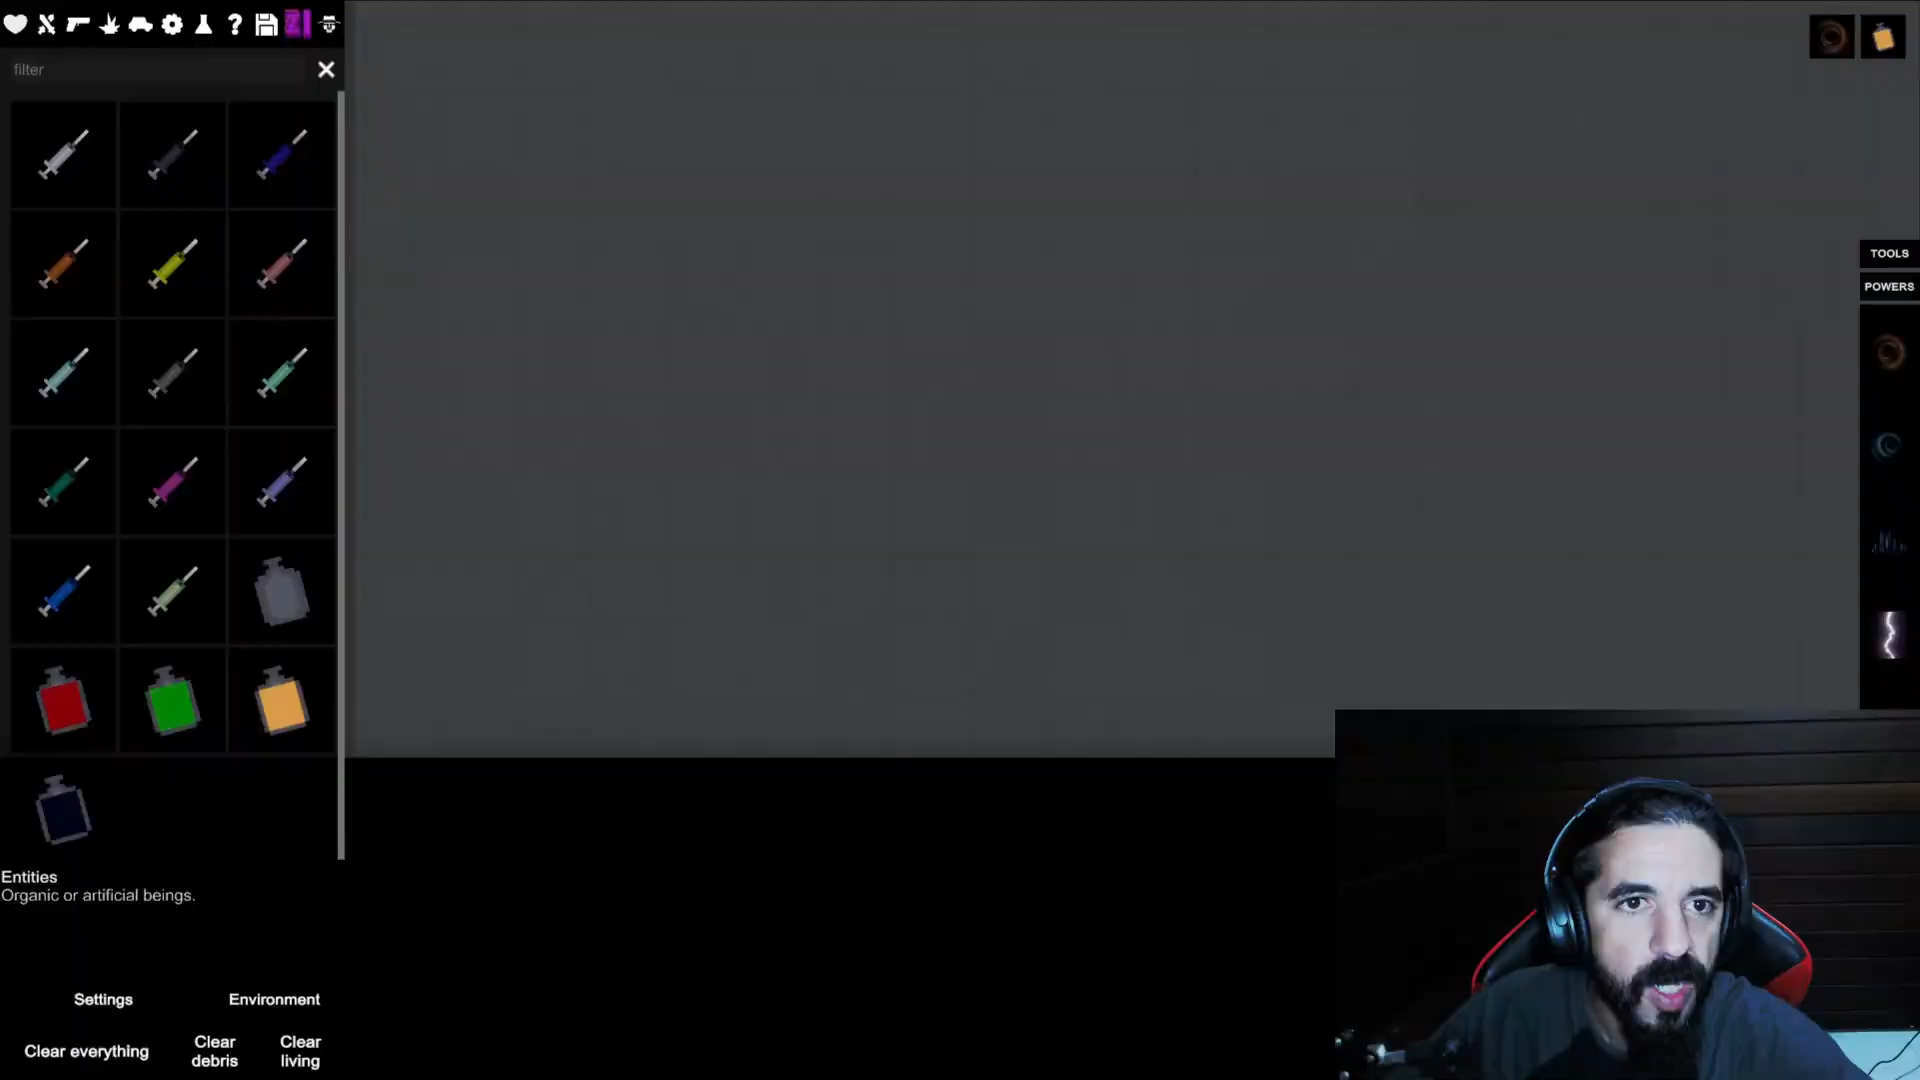 filter
TOOLS
POWERS
Entities
Organic or artificial beings.
Settings
Environment
Clear everything
Clear debris
Clear living